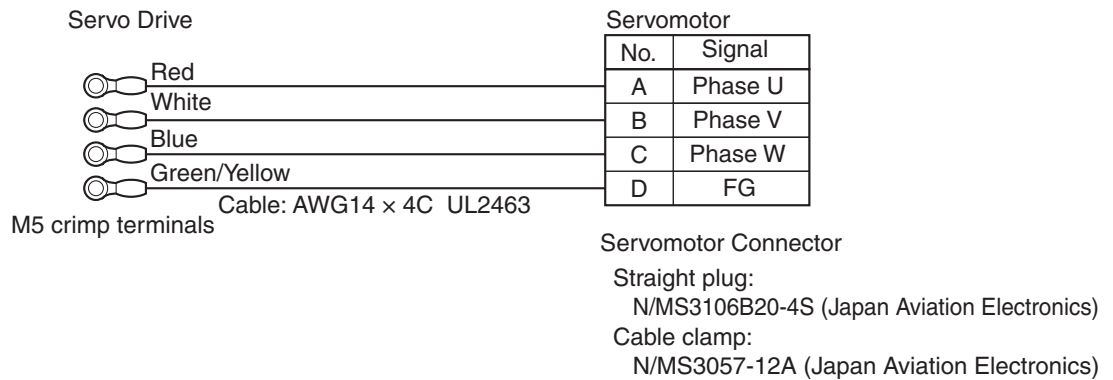 Servo Drive
Servomotor
No. Signal
Red
A Phase U
White
B Phase V
Blue
C Phase W
Green/Yellow
D FG
Cable: AWG14 × 4C UL2463
M5 crimp terminals
Servomotor Connector
Straight plug:
N/MS3106B20-4S (Japan Aviation Electronics)
Cable clamp:
N/MS3057-12A (Japan Aviation Electronics)